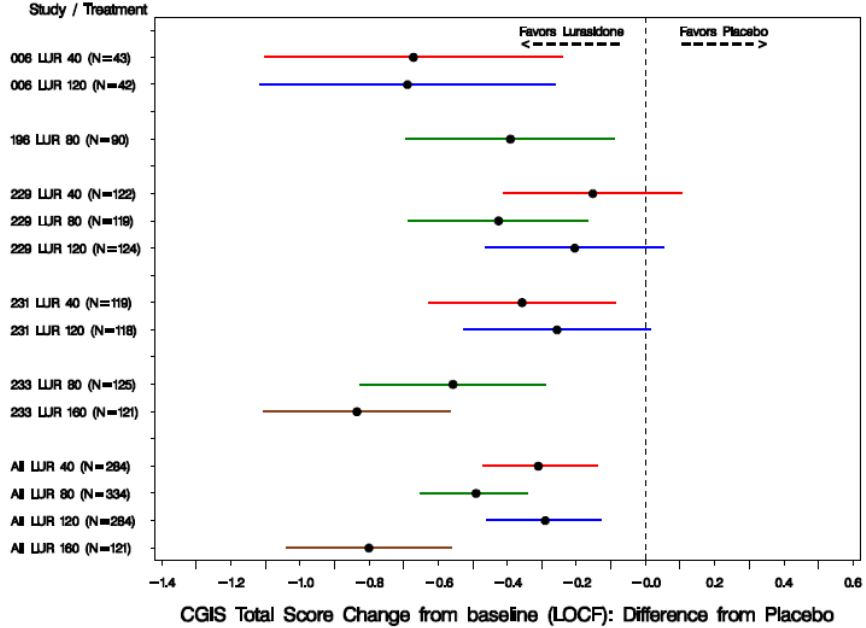 Study / Treatment
Favors Lurasidone
Favors Placebo
006 LUR 40 (N=43)
006 LUR 120 (N=42)
196 LUR 80 (N=90)
229 LUR 40 (N=122)
229 LUR 80 (N=119)
229 LUR 120 (N=124)
231 LUR 40 (N=119)
231 LUR 120 (N=118)
233 LUR 80 (N=125)
233 LUR 160 (N=121)
All LUR 40 (N=284)
All LUR 80 (N=334)
All LUR 120 (N=284)
All LUR 160 (N=121)
-1.4 -1.2 -1.0 -0.8 -0.6 -0.4 -0.2 -0.0 0.2 0.4 0.6
CGIS Total Score Change from baseline (LOCF): Difference from Placebo